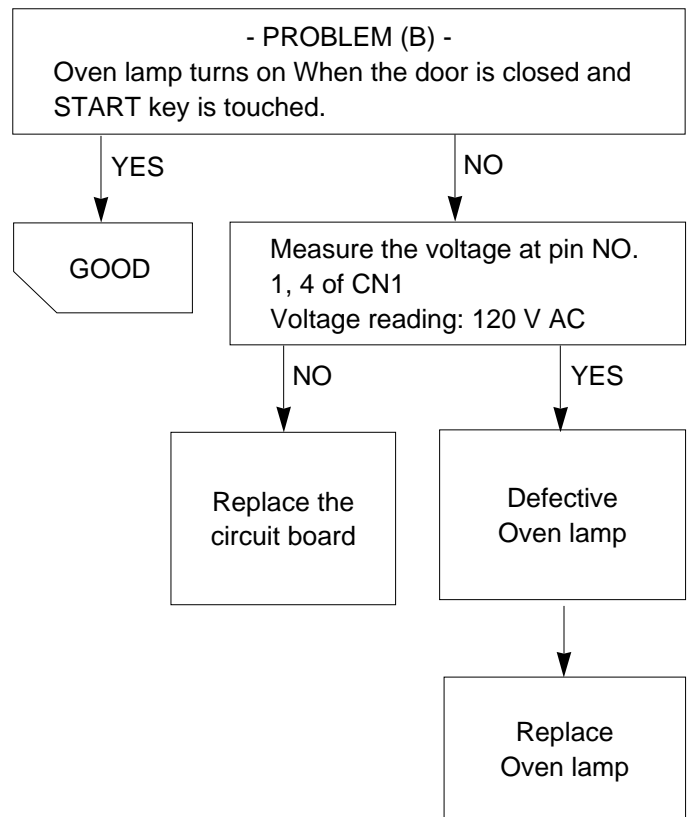 - PROBLEM (B) -
Oven lamp turns on When the door is closed and
START key is touched.
YES
NO
GOOD
Measure the voltage at pin NO.
1, 4 of CN1
Voltage reading: 120 V AC
NO
YES
Replace the
circuit board
Defective
Oven lamp
Replace
Oven lamp